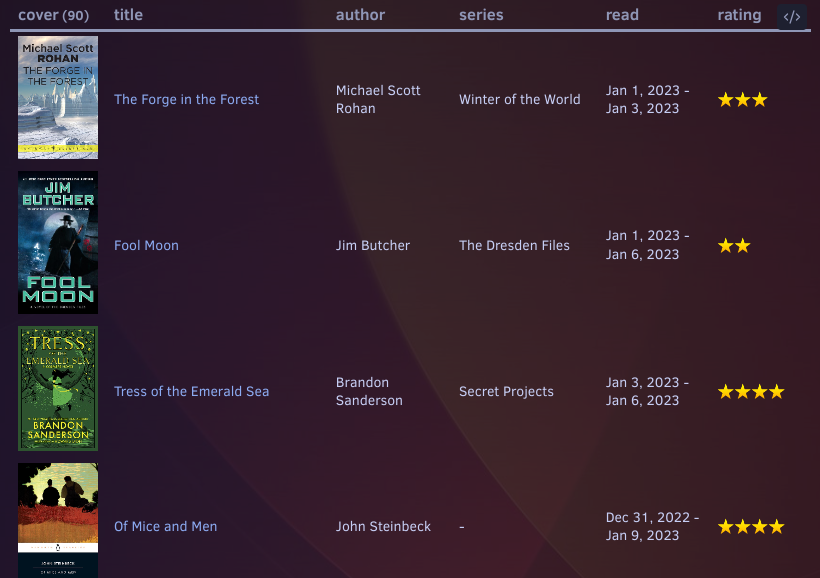 cover (90) title author series read rating </>
Michael Scott
ROHAN
THE FORGE IN
THE FOREST
The Forge in the Forest
Michael Scott
Rohan
Winter of the World
Jan 1, 2023 -
Jan 3, 2023
JIM
BUTCHER
FOOL
MOON
Fool Moon
Jim Butcher
The Dresden Files
Jan 1, 2023 -
Jan 6, 2023
TRESS
OF THE
EMERALD SEA
BRANDON
SANDERSON
Tress of the Emerald Sea
Brandon
Sanderson
Secret Projects
Jan 3, 2023 -
Jan 6, 2023
JOHN STEINBECK
OF MICE AND MEN
Of Mice and Men
John Steinbeck
-
Dec 31, 2022 -
Jan 9, 2023